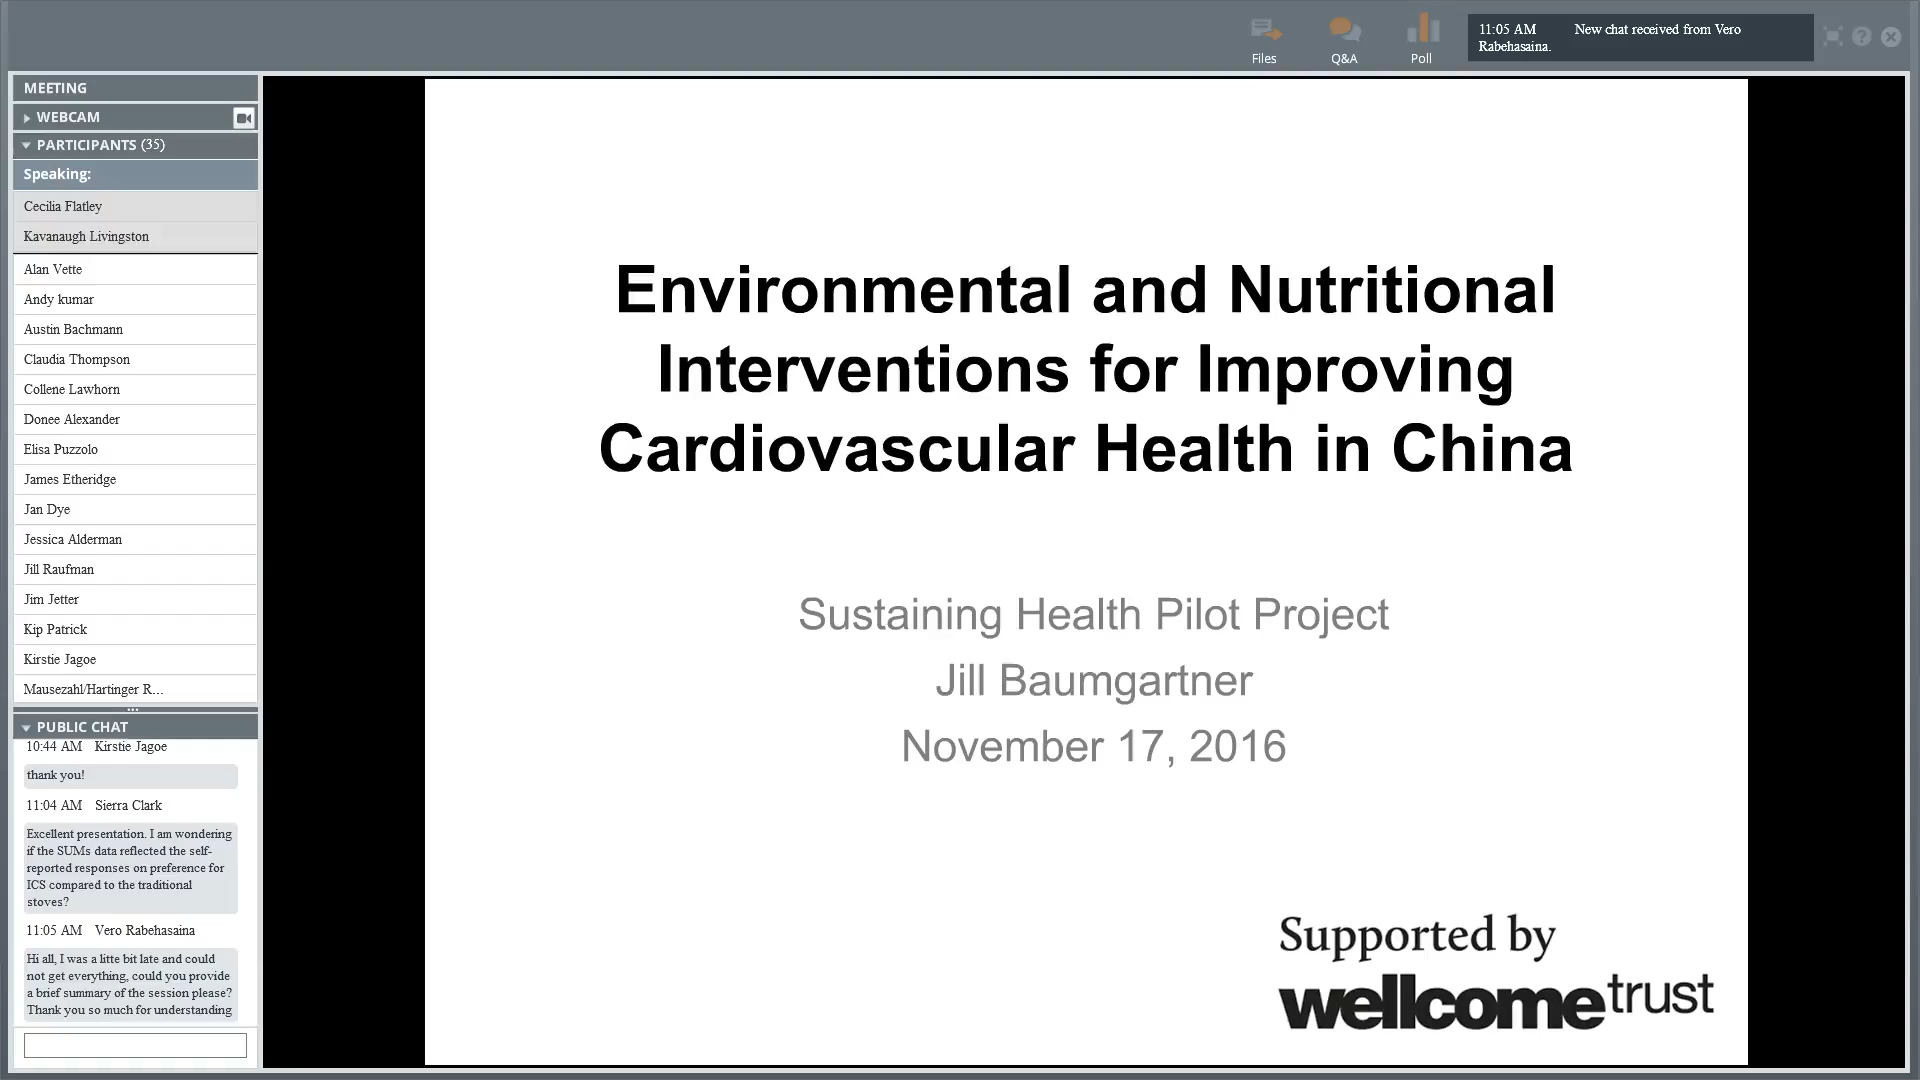 Files
Q&A
Poll
11:05 AM New chat received from Vero
Rabehasaina.
MEETING
WEBCAM
PARTICIPANTS (35)
Speaking:
Cecilia Flatley
Kavanaugh Livingston
Alan Vette
Andy kumar
Austin Bachmann
Claudia Thompson
Collene Lawhorn
Donee Alexander
Elisa Puzzolo
James Etheridge
Jan Dye
Jessica Alderman
Jill Raufman
Jim Jetter
Kip Patrick
Kirstie Jagoe
Mausezahl/Hartinger R...
PUBLIC CHAT
10:44 AM Kirstie Jagoe
thank you!
11:04 AM Sierra Clark
Excellent presentation. I am wondering
if the SUMs data reflected the self-
reported responses on preference for
ICS compared to the traditional
stoves?
11:05 AM Vero Rabehasaina
Hi all, I was a litte bit late and could
not get everything, could you provide
a brief summary of the session please?
Thank you so much for understanding
Environmental and Nutritional
Interventions for Improving
Cardiovascular Health in China
Sustaining Health Pilot Project
Jill Baumgartner
November 17, 2016
Supported by
wellcometrust